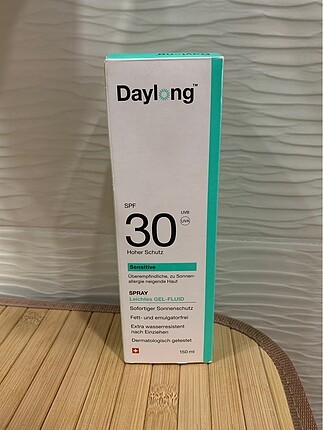 Daylong™
SPF
30
UVB
UVA
Hoher Schutz
Sensitive
Überempfindliche, zu Sonnen-
allergie neigende Haut
SPRAY
Leichtes GEL-FLUID
Sofortiger Sonnenschutz
Fett- und emulgatorfrei
Extra wasserresistent
nach Einziehen
Dermatologisch getestet
150 ml